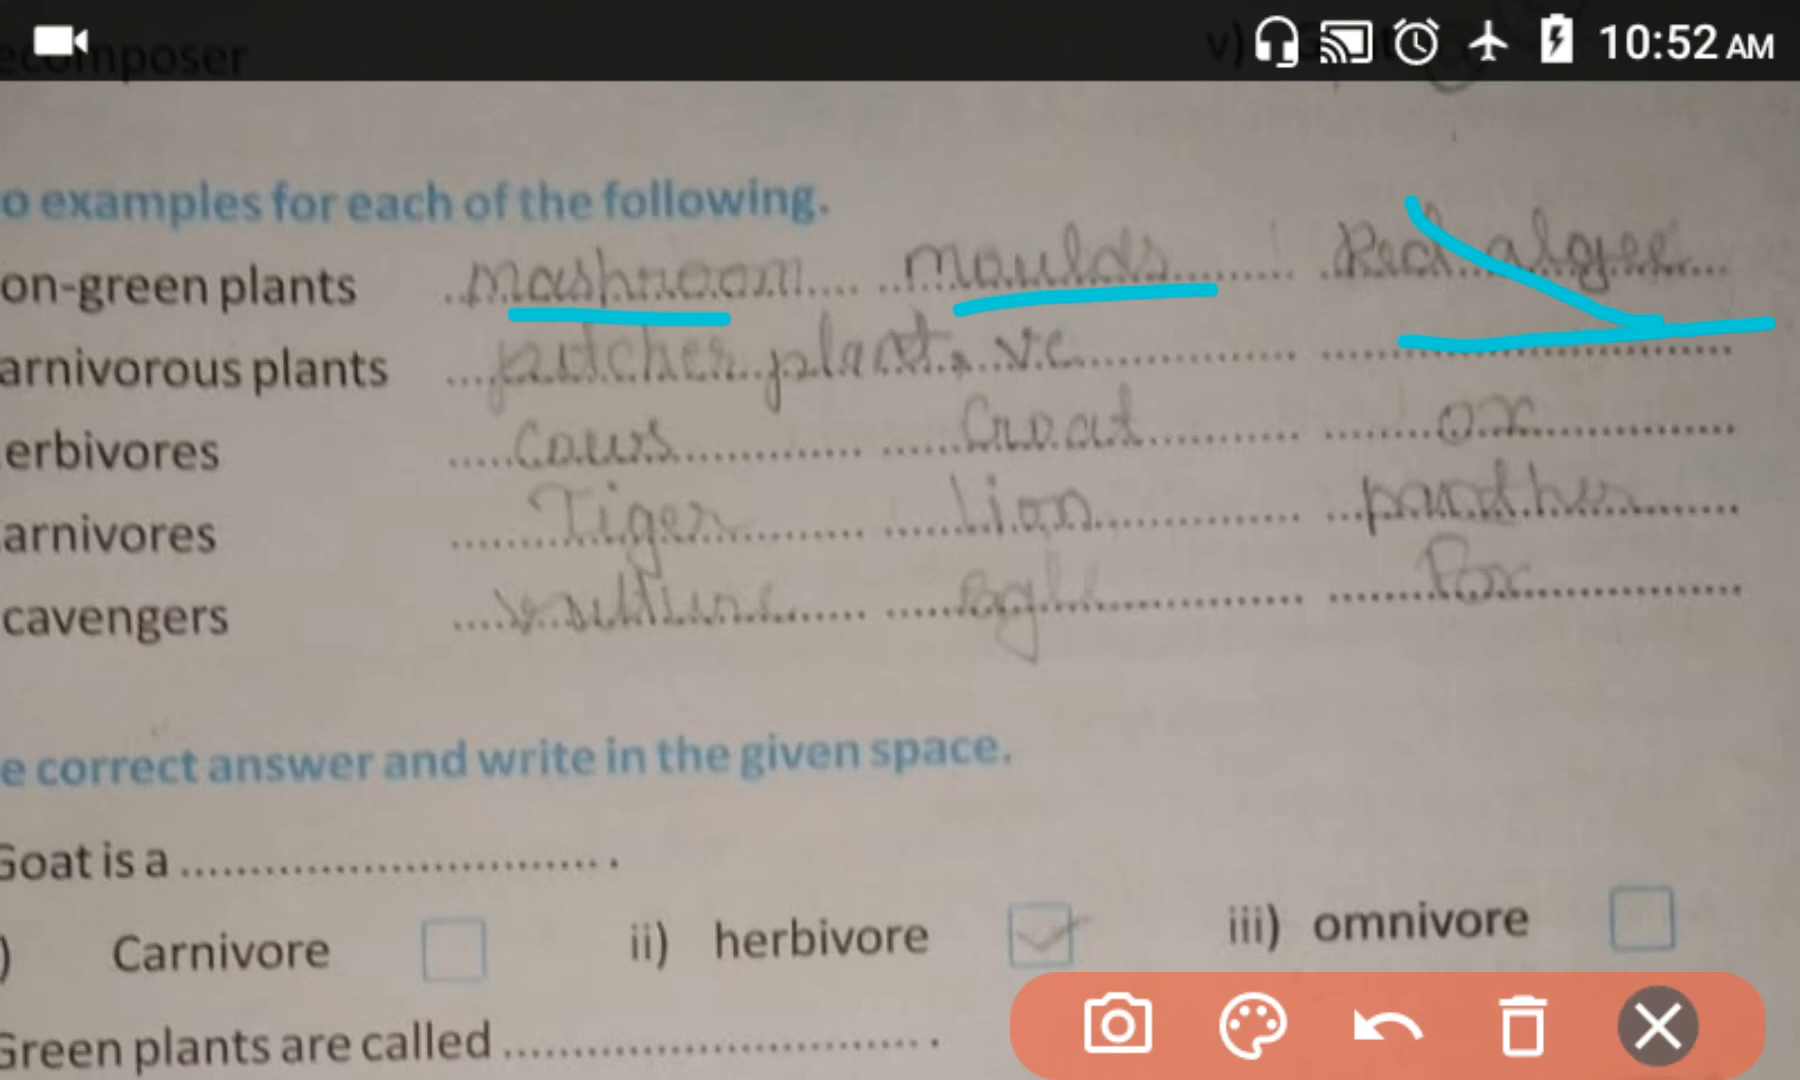 10:52 AM
ecomposer v)
o examples for each of the following.
on-green plants mashroom moulds Red algee
arnivorous plants pitcher plant, v.c
erbivores Cows Goat ox
arnivores Tiger Lion panther
cavengers vulture egle Fox
e correct answer and write in the given space.
Goat is a .
) Carnivore ii) herbivore iii) omnivore
Green plants are called .